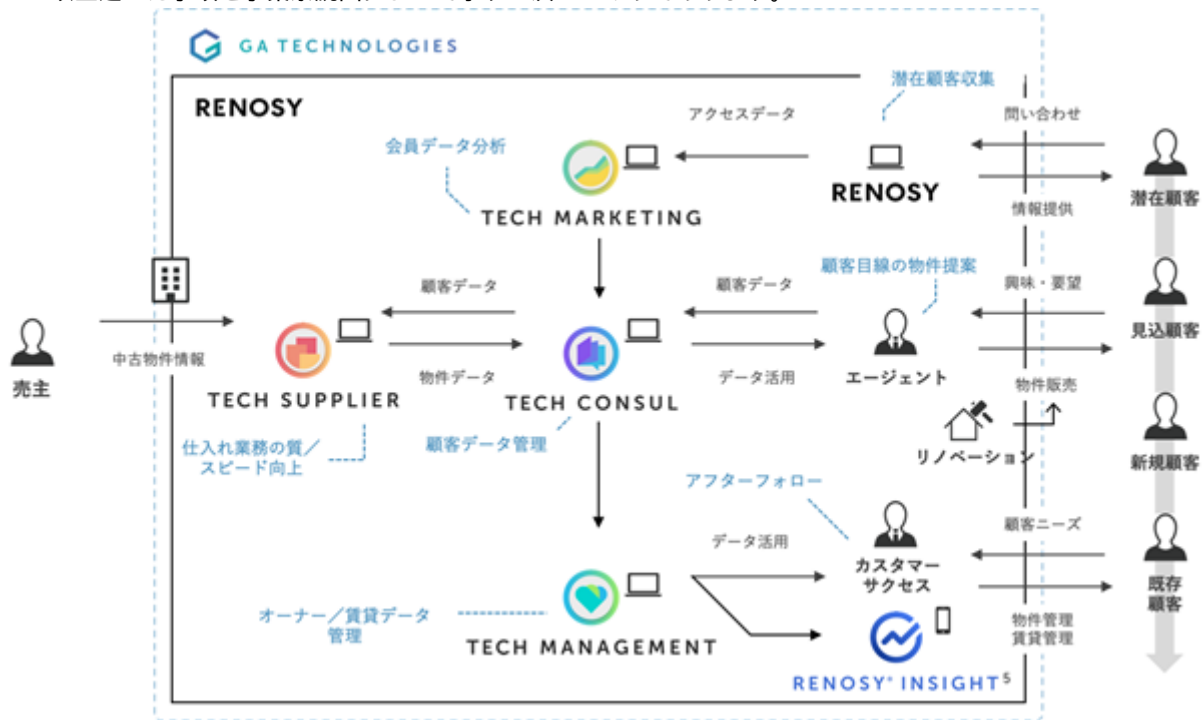 GA TECHNOLOGIES
RENOSY
潜在顧客収集
アクセスデータ
問い合わせ
会員データ分析
RENOSY
潜在顧客
TECH MARKETING
情報提供
顧客目線の物件提案
顧客データ
顧客データ
興味・要望
見込顧客
中古物件情報
売主
物件データ
データ活用
エージェント
物件販売
TECH SUPPLIER
TECH CONSUL
仕入れ業務の質/
スピード向上
顧客データ管理
リノベーション
新規顧客
アフターフォロー
データ活用
顧客ニーズ
カスタマー
サクセス
既存
顧客
オーナー/賃貸データ
管理
物件管理
賃貸管理
TECH MANAGEMENT
RENOSY® INSIGHT5